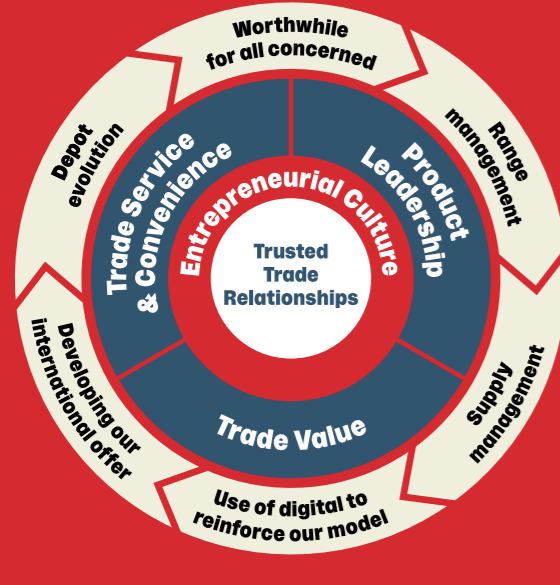 Worthwhile
for all concerned
Range
management
Supply
management
Use of digital to
reinforce our model
Developing our
international offer
Depot
evolution
Trade Service
& Convenience
Product
Leadership
Trade Value
Entrepreneurial Culture
Trusted
Trade
Relationships